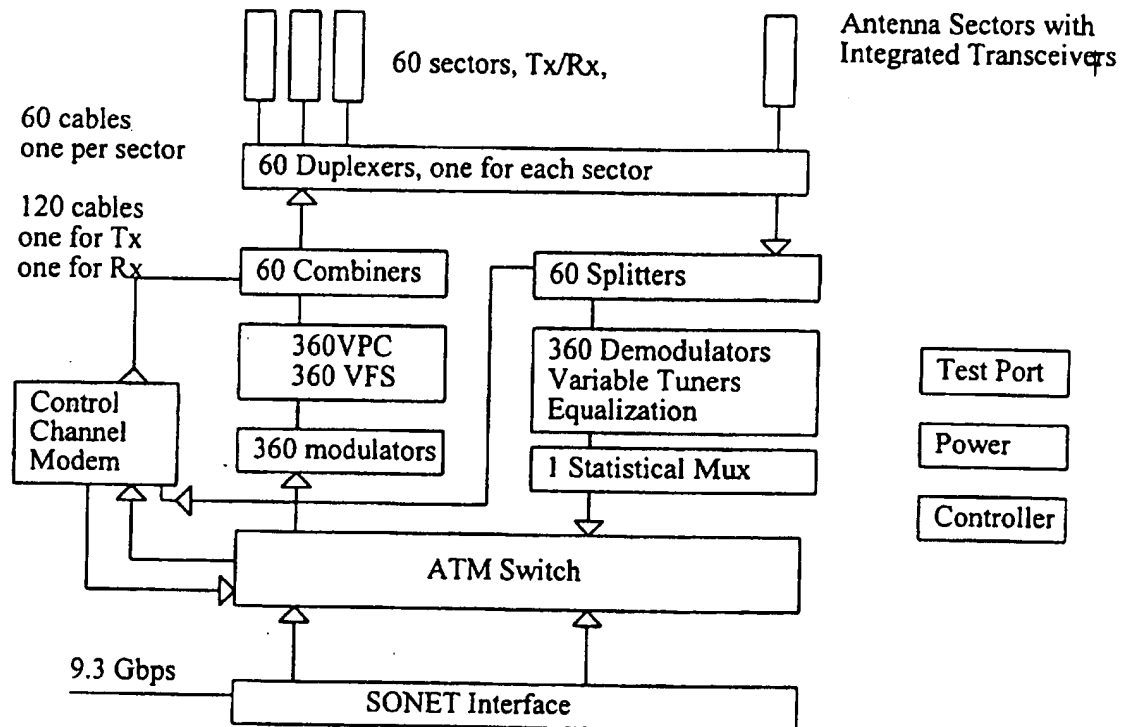 Antenna Sectors with
Integrated Transceivers
60 sectors, Tx/Rx,
60 cables
one per sector
60 Duplexers, one for each sector
120 cables
one for Tx
one for Rx
60 Combiners
60 Splitters
360VPC
360 VFS
360 Demodulators
Variable Tuners
Equalization
Test Port
Control
Channel
Modem
360 modulators
1 Statistical Mux
Power
Controller
ATM Switch
9.3 Gbps
SONET Interface